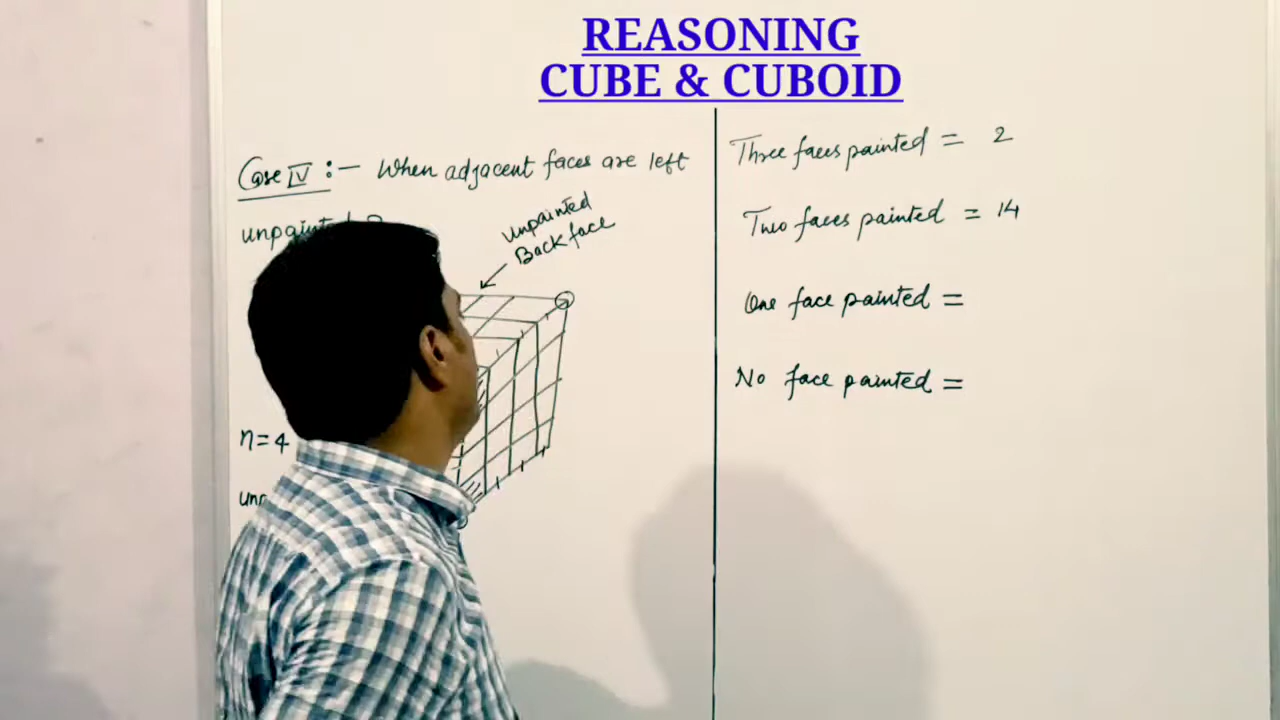 REASONING
CUBE & CUBOID
Case IV :- When adjacent faces are left
unpainted
Unpainted
Back face
n=4
Three faces painted = 2
Two faces painted = 14
One face painted =
No face painted =